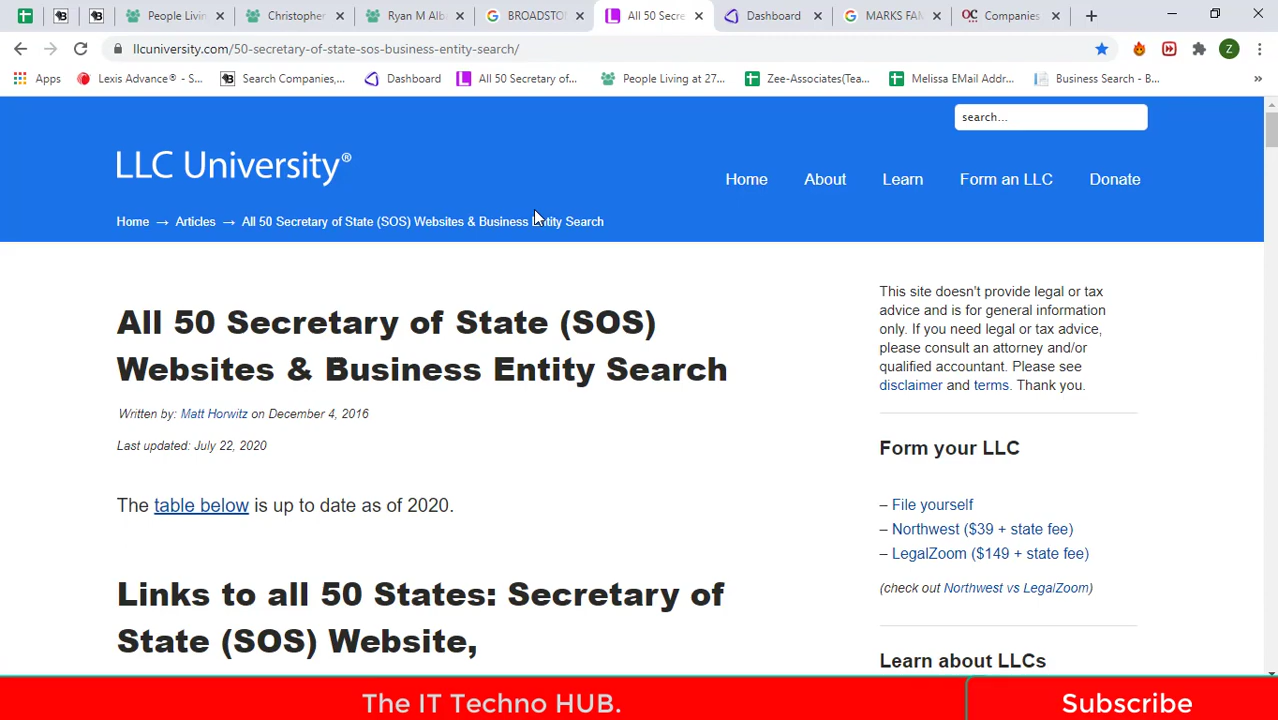 People Livin
Christopher
Ryan M Alb
BROADSTO
All 50 Secre
Dashboard
MARKS FAM
OC Companies
llcuniversity.com/50-secretary-of-state-sos-business-entity-search/
Z
Apps
Lexis Advance® - S...
Search Companies,...
Dashboard
All 50 Secretary of...
People Living at 27...
Zee-Associates(Tea...
Melissa EMail Addr...
Business Search - B...
»
search...
LLC University®
Home
About
Learn
Form an LLC
Donate
Home → Articles → All 50 Secretary of State (SOS) Websites & Business Entity Search
All 50 Secretary of State (SOS)
Websites & Business Entity Search
Written by: Matt Horwitz on December 4, 2016
Last updated: July 22, 2020
The table below is up to date as of 2020.
Links to all 50 States: Secretary of
State (SOS) Website,
This site doesn't provide legal or tax
advice and is for general information
only. If you need legal or tax advice,
please consult an attorney and/or
qualified accountant. Please see
disclaimer and terms. Thank you.
Form your LLC
– File yourself
– Northwest ($39 + state fee)
– LegalZoom ($149 + state fee)
(check out Northwest vs LegalZoom)
Learn about LLCs
The IT Techno HUB.
Subscribe